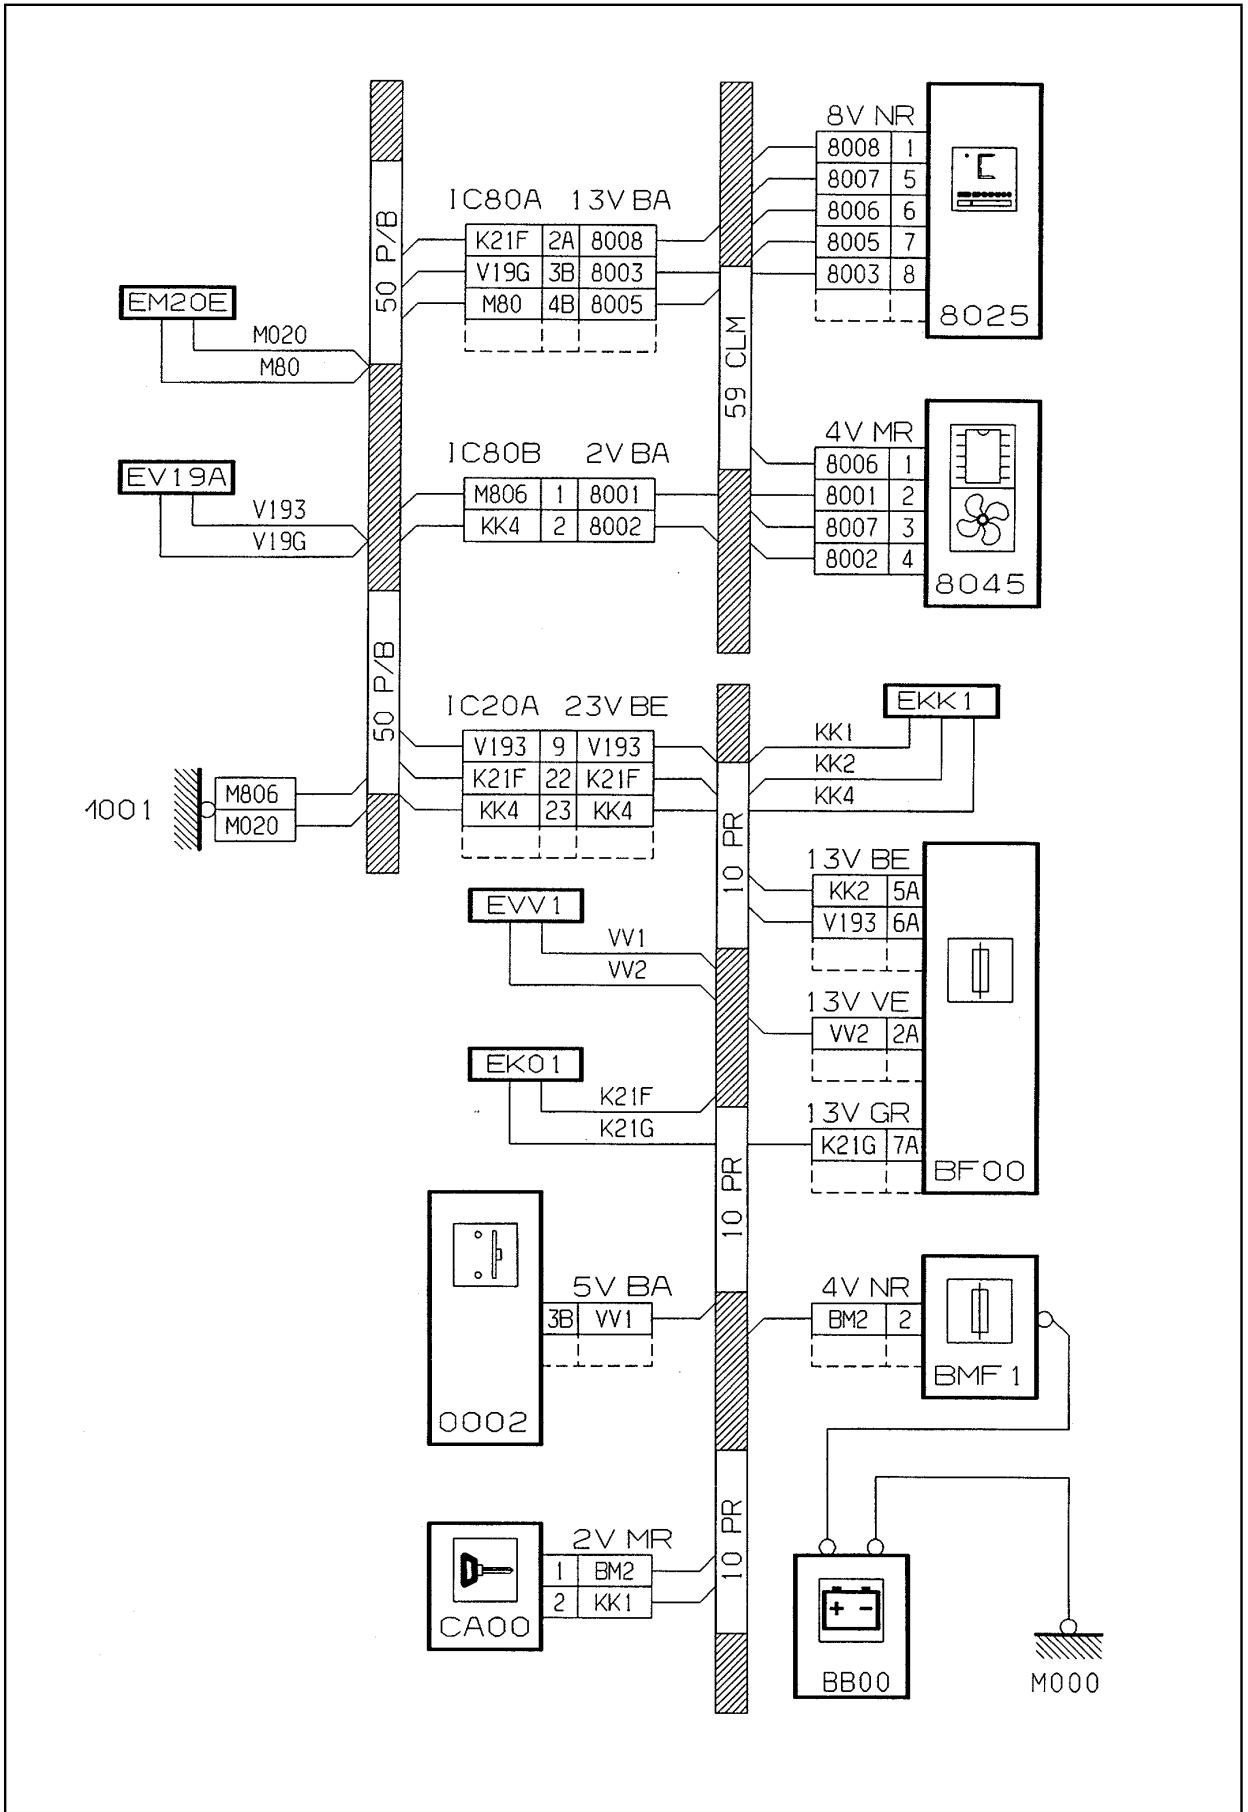 8V NR
8008 1
8007 5
8006 6
8005 7
8003 8
8025
50 P/B
IC80A 13V BA
K21F 2A 8008
V19G 3B 8003
M80 4B 8005
EM20E
M020
M80
59 CLM
4V MR
8006 1
8001 2
8007 3
8002 4
8045
IC80B 2V BA
M806 1 8001
KK4 2 8002
EV19A
V193
V19G
50 P/B
IC20A 23V BE
V193 9 V193
K21F 22 K21F
KK4 23 KK4
EKK1
KK1
KK2
KK4
1001
M806
M020
10 PR
13V BE
KK2 5A
V193 6A
EVV1
VV1
VV2
13V VE
VV2 2A
EK01
K21F
K21G
13V GR
K21G 7A
BF00
10 PR
5V BA
3B VV1
0002
4V NR
BM2 2
BMF1
10 PR
2V MR
1 BM2
2 KK1
CA00
+ -
BB00
M000
°C